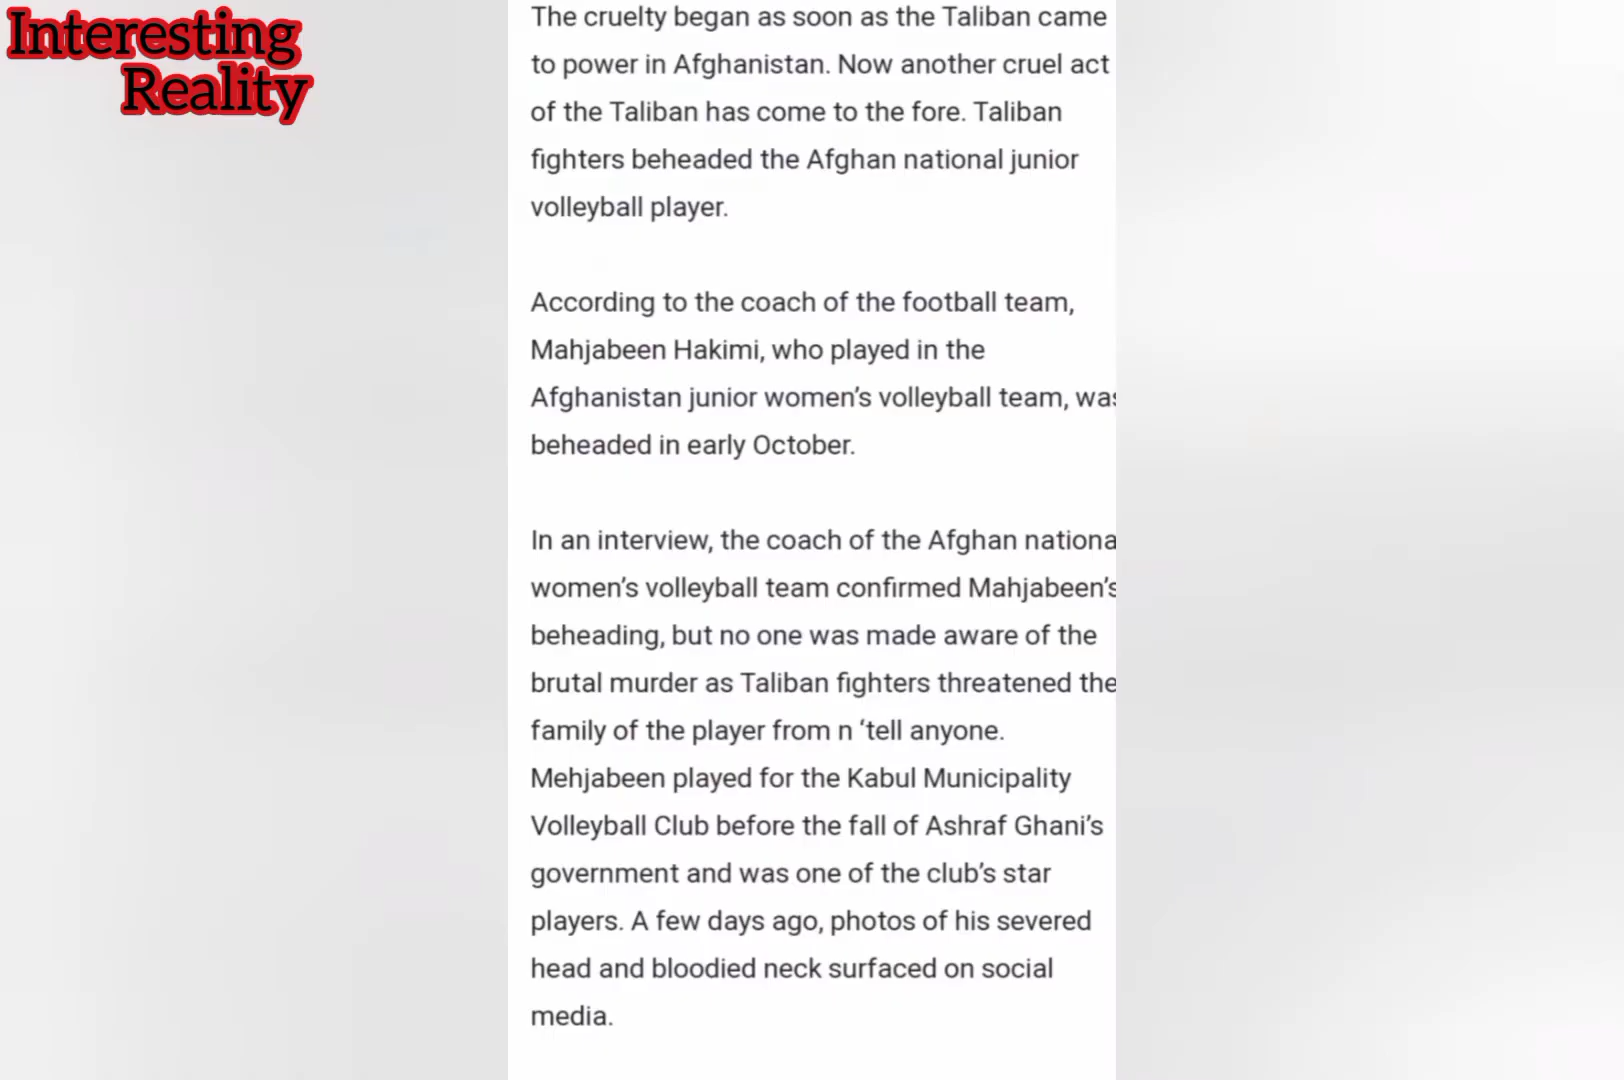 Interesting
Reality
The cruelty began as soon as the Taliban came
to power in Afghanistan. Now another cruel act
of the Taliban has come to the fore. Taliban
fighters beheaded the Afghan national junior
volleyball player.
According to the coach of the football team,
Mahjabeen Hakimi, who played in the
Afghanistan junior women’s volleyball team, was
beheaded in early October.
In an interview, the coach of the Afghan nationa
women’s volleyball team confirmed Mahjabeen’s
beheading, but no one was made aware of the
brutal murder as Taliban fighters threatened the
family of the player from n ‘tell anyone.
Mehjabeen played for the Kabul Municipality
Volleyball Club before the fall of Ashraf Ghani’s
government and was one of the club’s star
players. A few days ago, photos of his severed
head and bloodied neck surfaced on social
media.